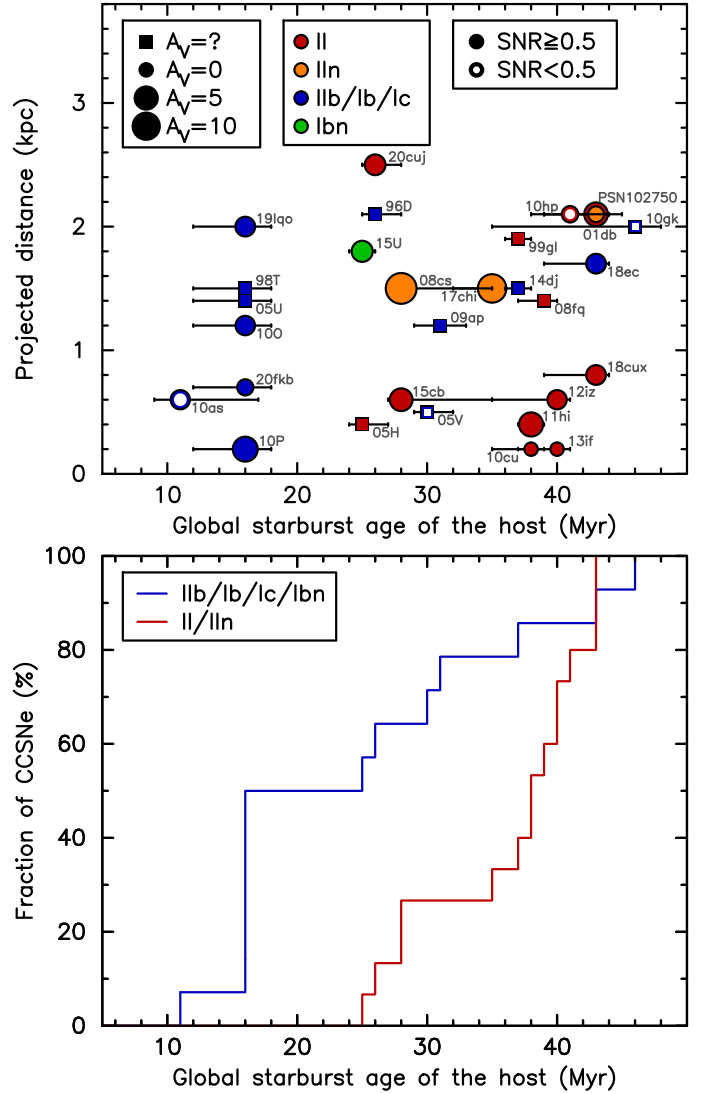 A_V=?
A_V=0
A_V=5
A_V=10
II
IIn
IIb/Ib/Ic
Ibn
SNR≧0.5
SNR<0.5
Projected distance (kpc)
3
2
1
0
20cuj
96D
15U
19lqo
98T
05U
10O
20fkb
10as
10P
08cs
17chi
14dj
09ap
08fq
99gl
10hp
PSN102750
01db
10gk
18ec
18cux
15cb
05V
05H
12iz
11hi
10cu
13if
10 20 30 40
Global starburst age of the host (Myr)
Fraction of CCSNe (%)
100
80
60
40
20
0
IIb/Ib/Ic/Ibn
II/IIn
10 20 30 40
Global starburst age of the host (Myr)